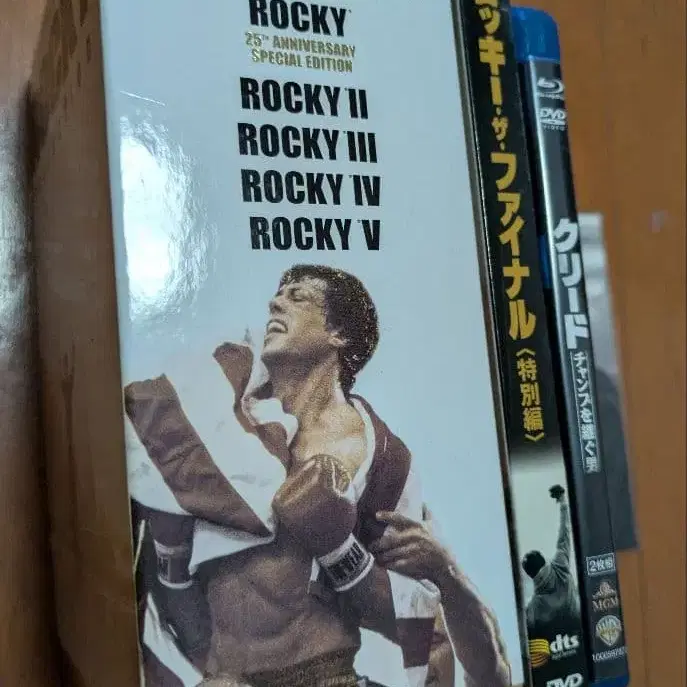 ROCKY
25TH ANNIVERSARY
SPECIAL EDITION
ROCKY II
ROCKY III
ROCKY IV
ROCKY V
ッキー・ザ・ファイナル
〈特別編〉
dts
DVD
DVD
VIDEO
クリード
チャンプを継ぐ男
2枚組
MGM